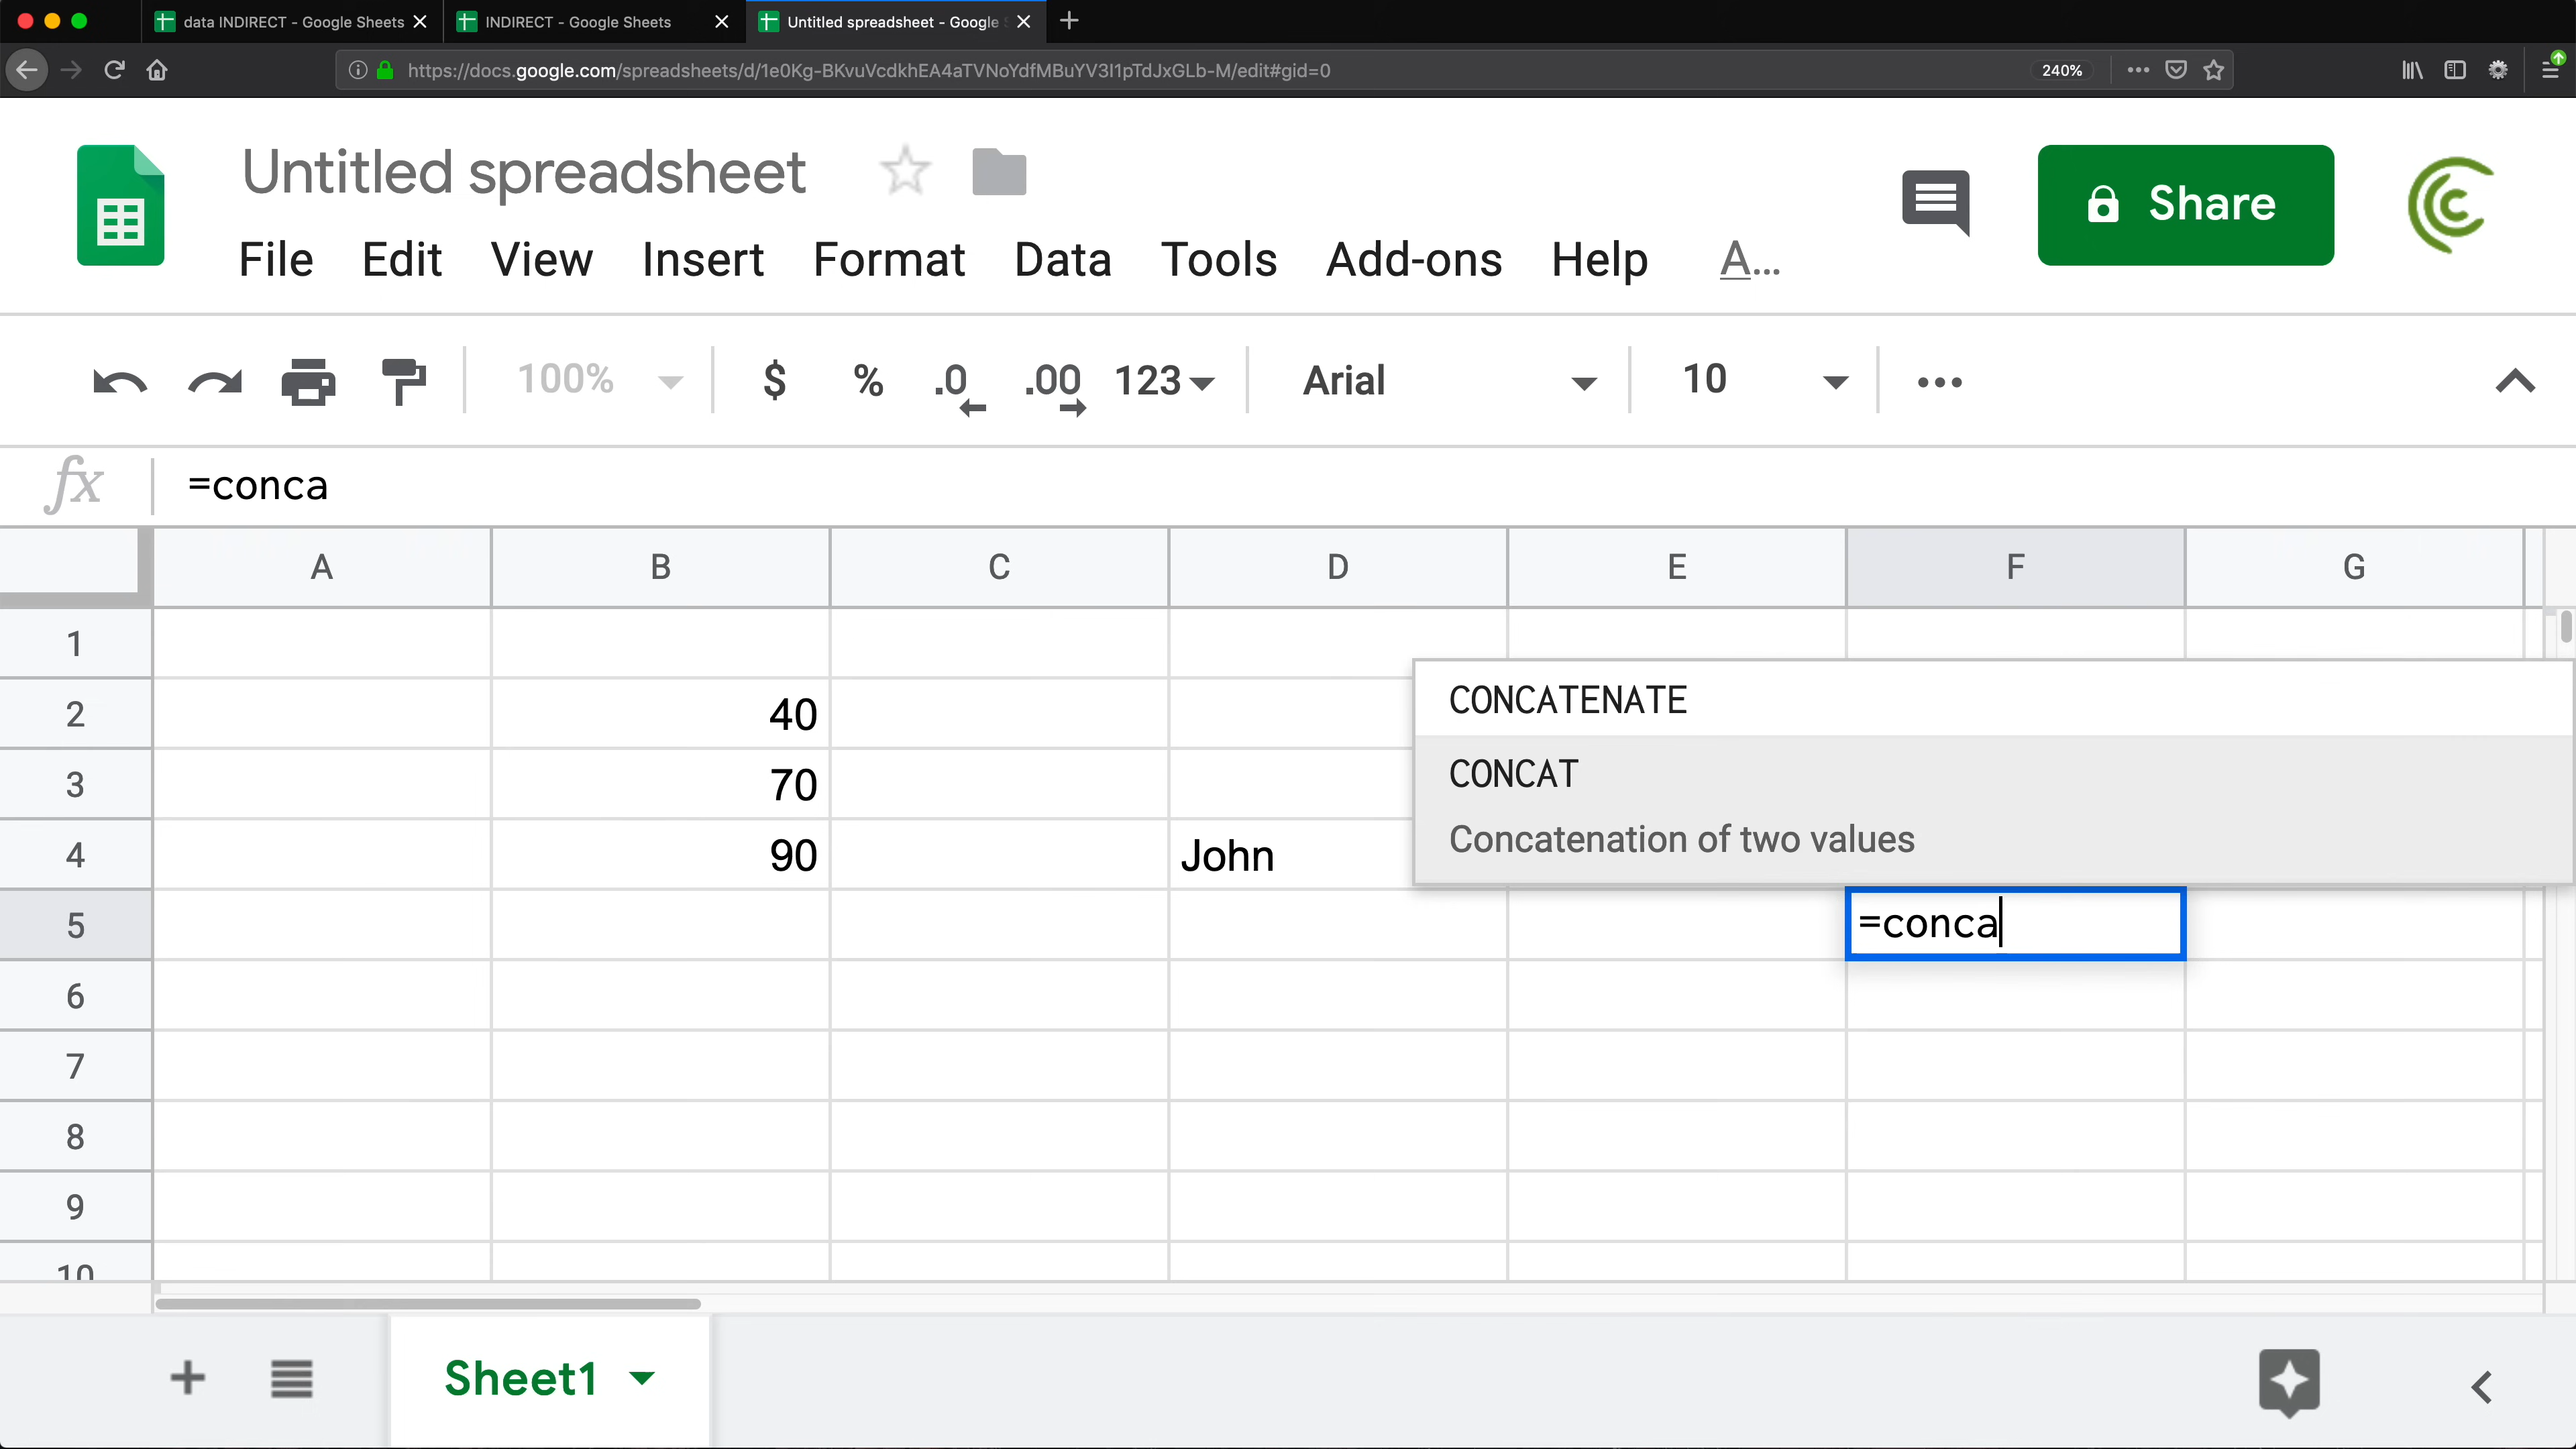 data INDIRECT - Google Sheets
INDIRECT - Google Sheets
Untitled spreadsheet - Google S
https://docs.google.com/spreadsheets/d/1e0Kg-BKvuVcdkhEA4aTVNoYdfMBuYV3I1pTdJxGLb-M/edit#gid=0
240%
Untitled spreadsheet
Share
File Edit View Insert Format Data Tools Add-ons Help A...
100% $ % .0 .00 123 Arial 10
fx =conca
A B C D E F G
1
2 40
3 70
4 90 John
CONCATENATE
CONCAT
Concatenation of two values
5 =conca
6
7
8
9
10
Sheet1